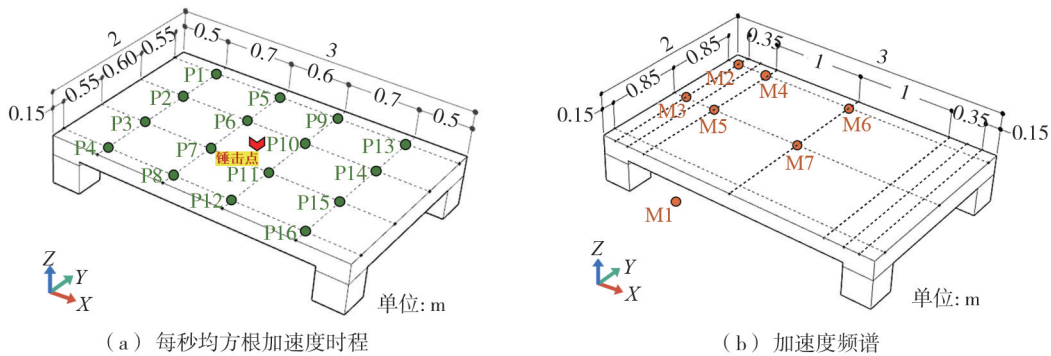 2
0.15
0.55
0.60
0.55
0.5
0.7
3
0.6
0.7
0.5
P1
P2
P3
P4
P5
P6
P7
P8
P9
P10
P11
P12
P13
P14
P15
P16
锤击点
Z
Y
X
单位: m
（a）每秒均方根加速度时程
2
0.15
0.85
0.85
0.35
1
3
1
0.35
0.15
M2
M3
M4
M5
M6
M7
M1
Z
Y
X
单位: m
（b）加速度频谱